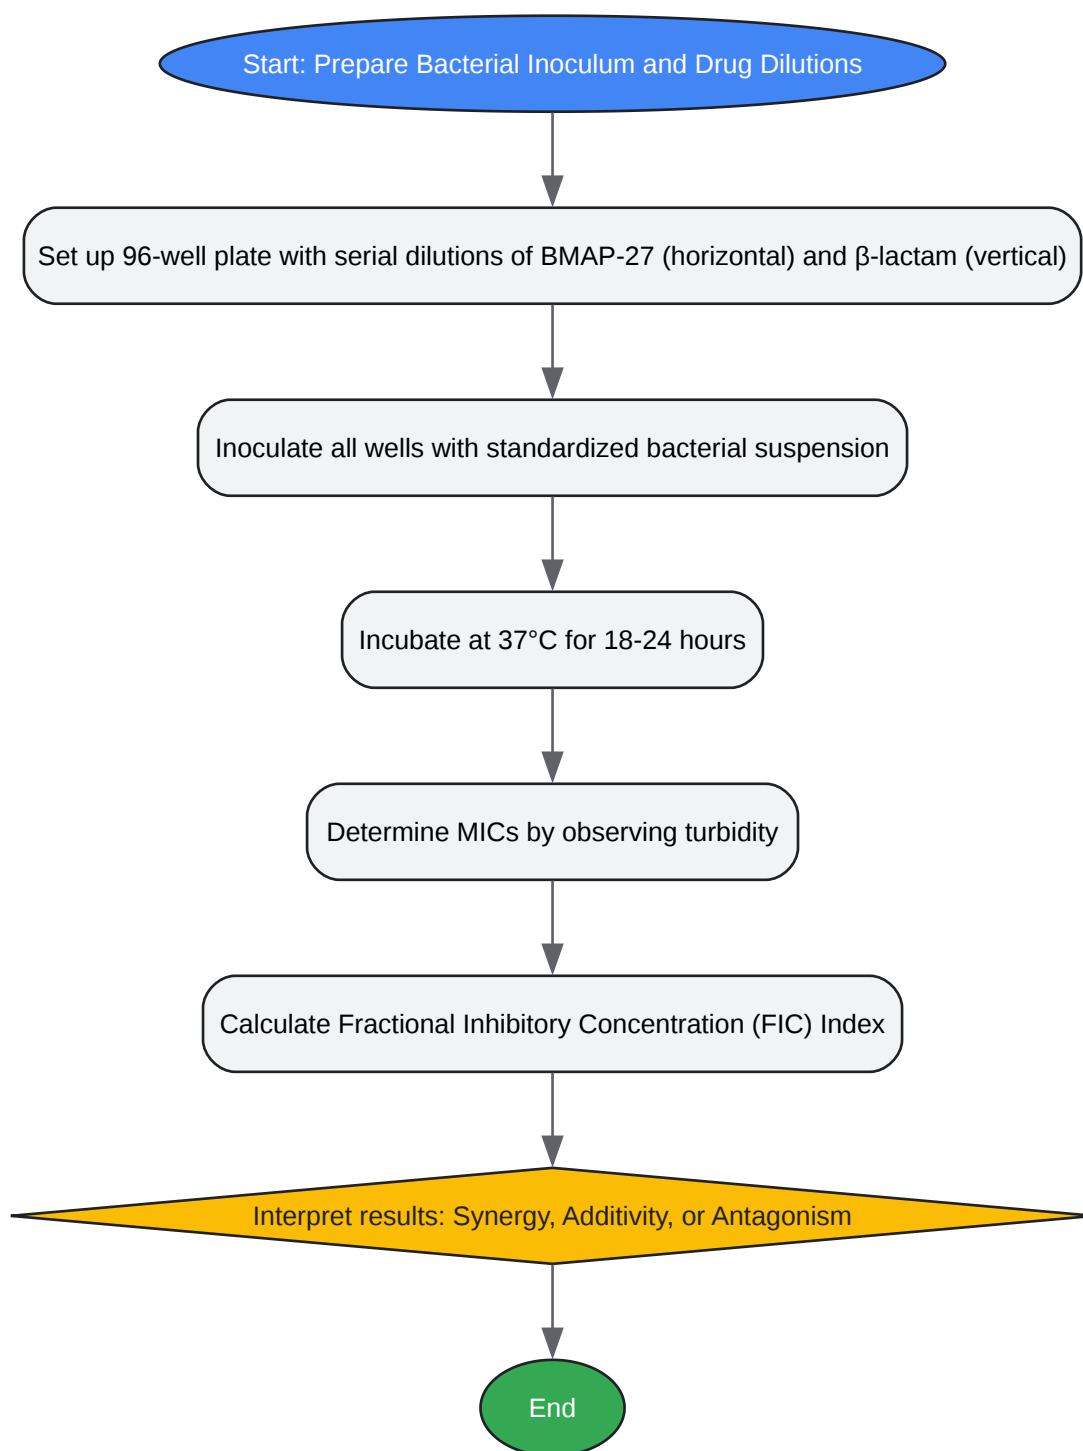 Start: Prepare Bacterial Inoculum and Drug Dilutions
Set up 96-well plate with serial dilutions of BMAP-27 (horizontal) and β-lactam (vertical)
Inoculate all wells with standardized bacterial suspension
Incubate at 37°C for 18-24 hours
Determine MICs by observing turbidity
Calculate Fractional Inhibitory Concentration (FIC) Index
Interpret results: Synergy, Additivity, or Antagonism
End